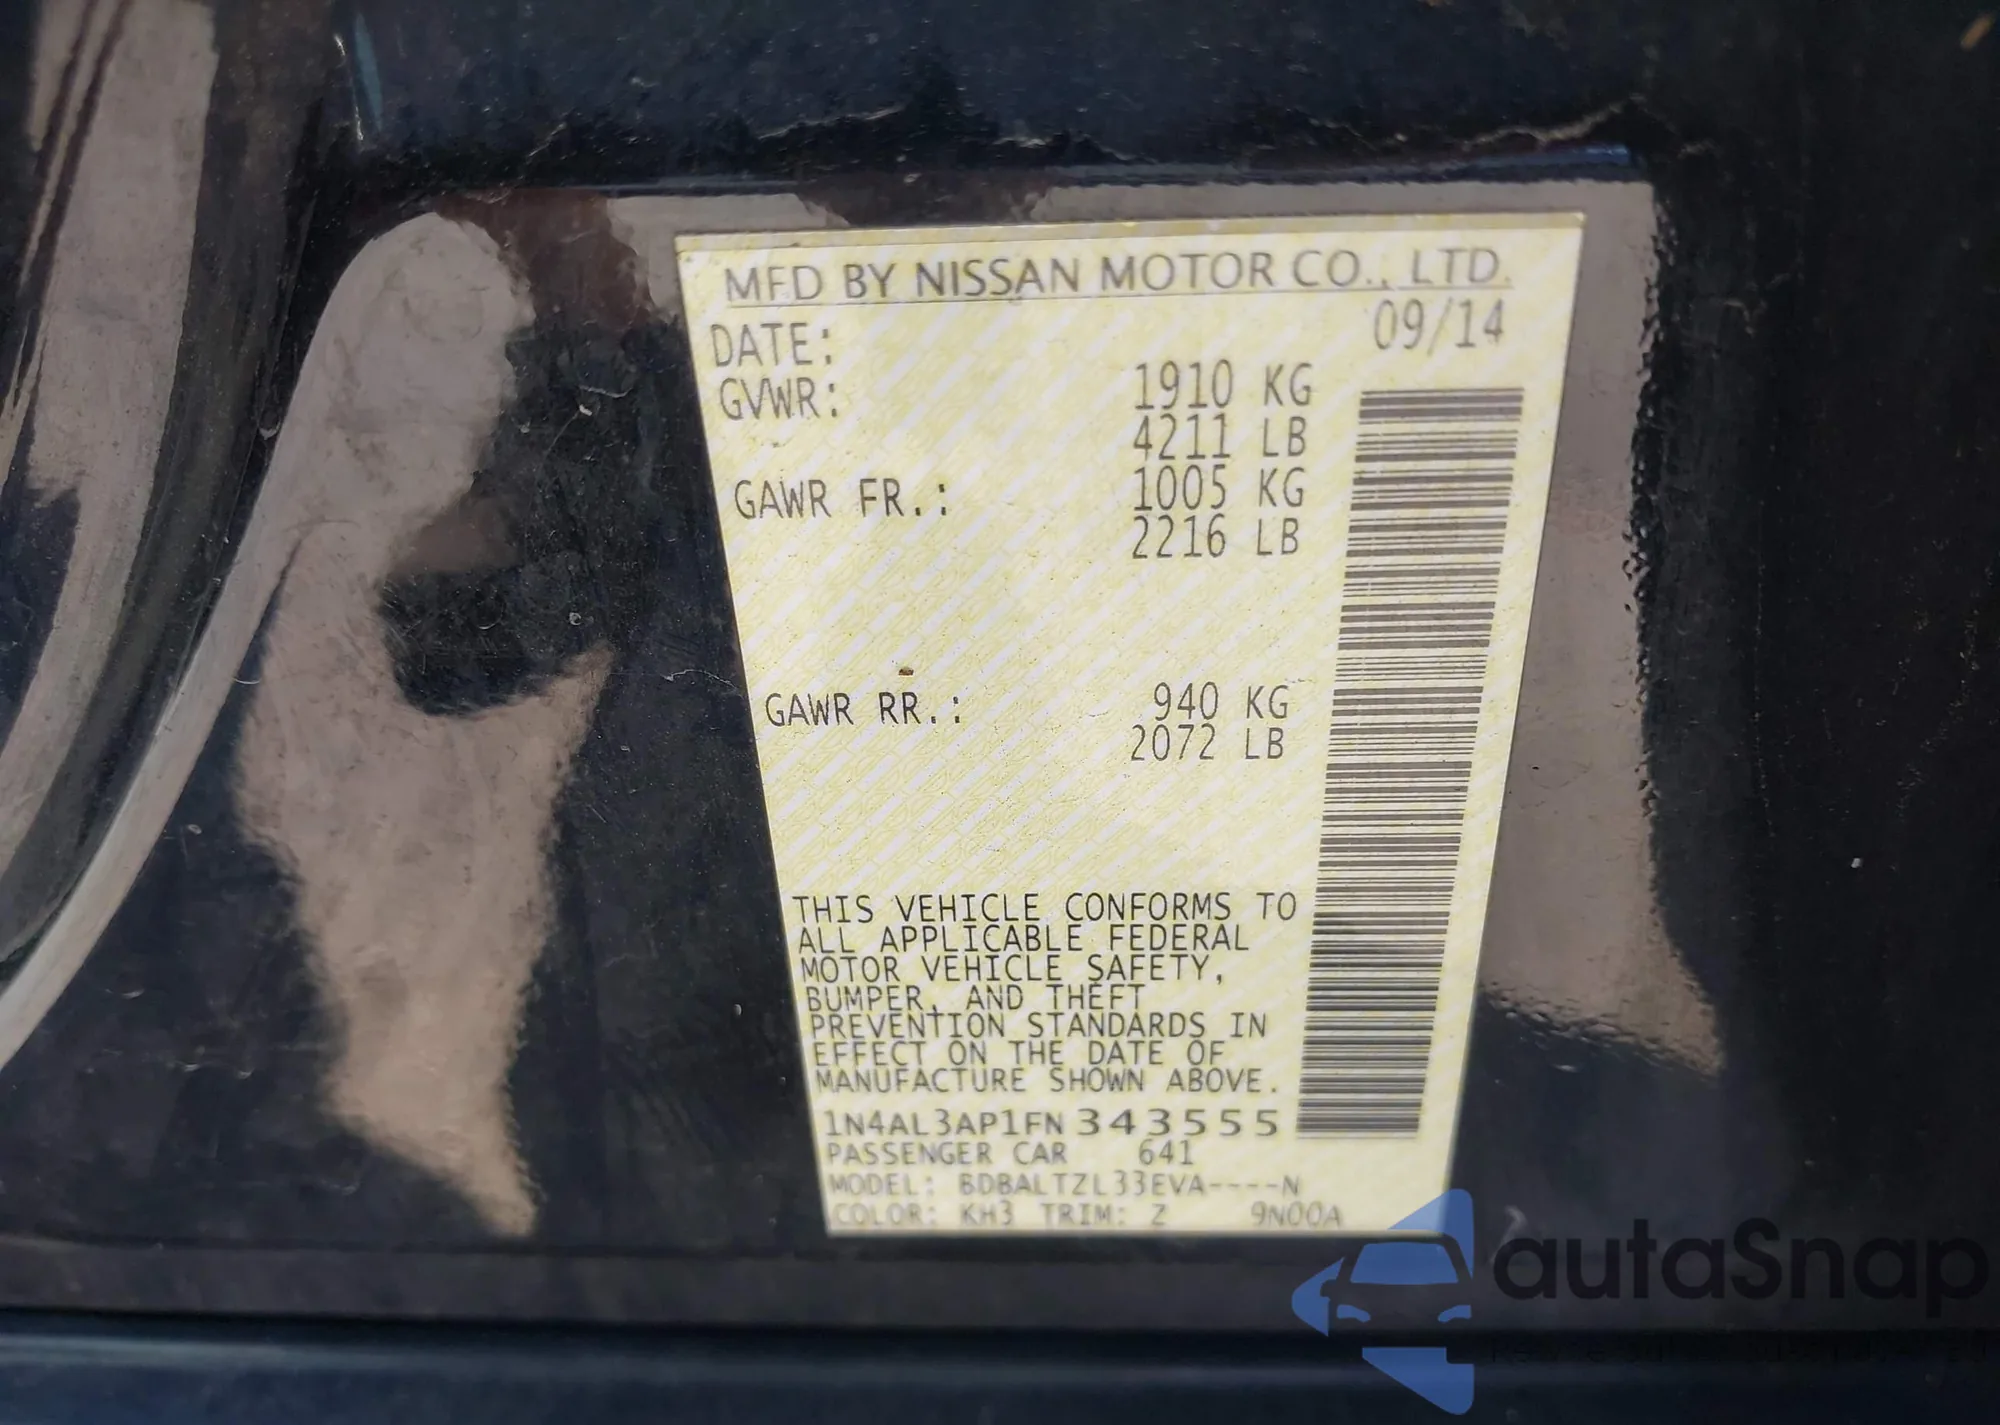 MFD BY NISSAN MOTOR CO., LTD.
DATE: 09/14
GVWR: 1910 KG
4211 LB
GAWR FR.: 1005 KG
2216 LB
GAWR RR.: 940 KG
2072 LB
THIS VEHICLE CONFORMS TO
ALL APPLICABLE FEDERAL
MOTOR VEHICLE SAFETY,
BUMPER, AND THEFT
PREVENTION STANDARDS IN
EFFECT ON THE DATE OF
MANUFACTURE SHOWN ABOVE.
1N4AL3AP1FN343555
PASSENGER CAR 641
MODEL: BDBALTZL33EVA----N
COLOR: KH3 TRIM: Z 9N00A
autaSnap